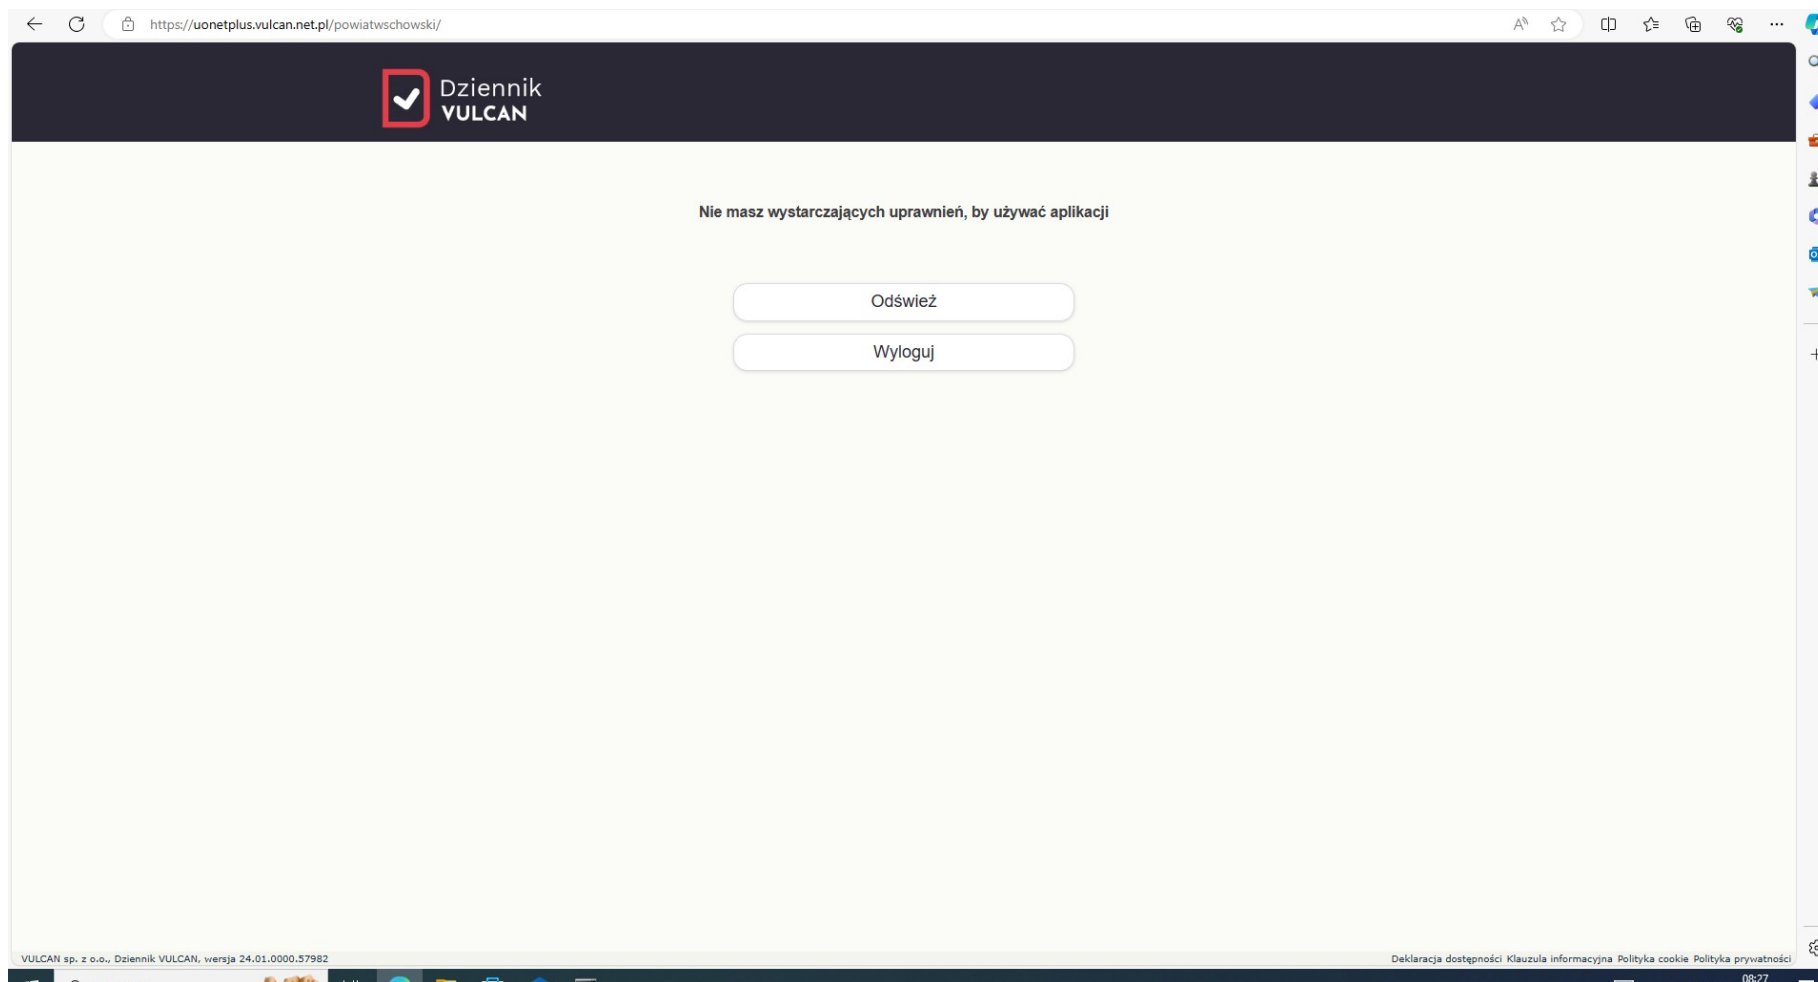 https://uonetplus.vulcan.net.pl/powiatwschowski/
Dziennik
VULCAN
Nie masz wystarczających uprawnień, by używać aplikacji
Odśwież
Wyloguj
VULCAN sp. z o.o., Dziennik VULCAN, wersja 24.01.0000.57982
Deklaracja dostępności Klauzula informacyjna Polityka cookie Polityka prywatności
08:27